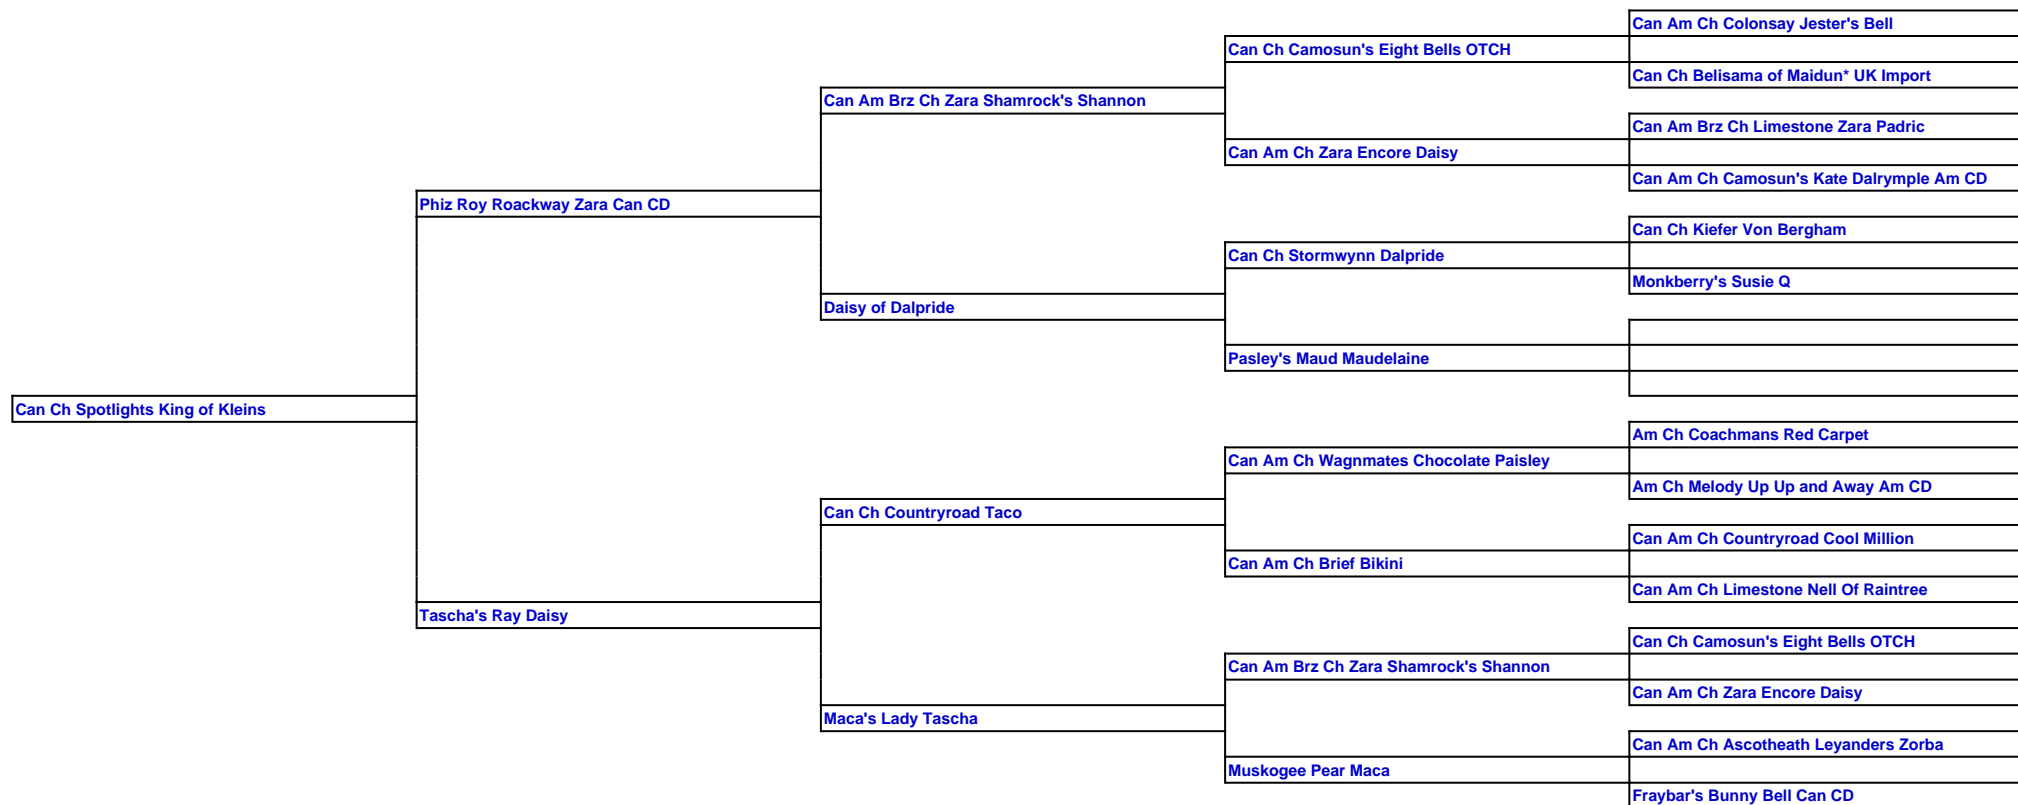 Can Am Ch Colonsay Jester's Bell
Can Ch Camosun's Eight Bells OTCH
Can Ch Belisama of Maidun* UK Import
Can Am Brz Ch Zara Shamrock's Shannon
Can Am Brz Ch Limestone Zara Padric
Can Am Ch Zara Encore Daisy
Can Am Ch Camosun's Kate Dalrymple Am CD
Phiz Roy Roackway Zara Can CD
Can Ch Kiefer Von Bergham
Can Ch Stormwynn Dalpride
Monkberry's Susie Q
Daisy of Dalpride
Pasley's Maud Maudelaine
Can Ch Spotlights King of Kleins
Am Ch Coachmans Red Carpet
Can Am Ch Wagnmates Chocolate Paisley
Am Ch Melody Up Up and Away Am CD
Can Ch Countryroad Taco
Can Am Ch Countryroad Cool Million
Can Am Ch Brief Bikini
Can Am Ch Limestone Nell Of Raintree
Tascha's Ray Daisy
Can Ch Camosun's Eight Bells OTCH
Can Am Brz Ch Zara Shamrock's Shannon
Can Am Ch Zara Encore Daisy
Maca's Lady Tascha
Can Am Ch Ascotheath Leyanders Zorba
Muskogee Pear Maca
Fraybar's Bunny Bell Can CD